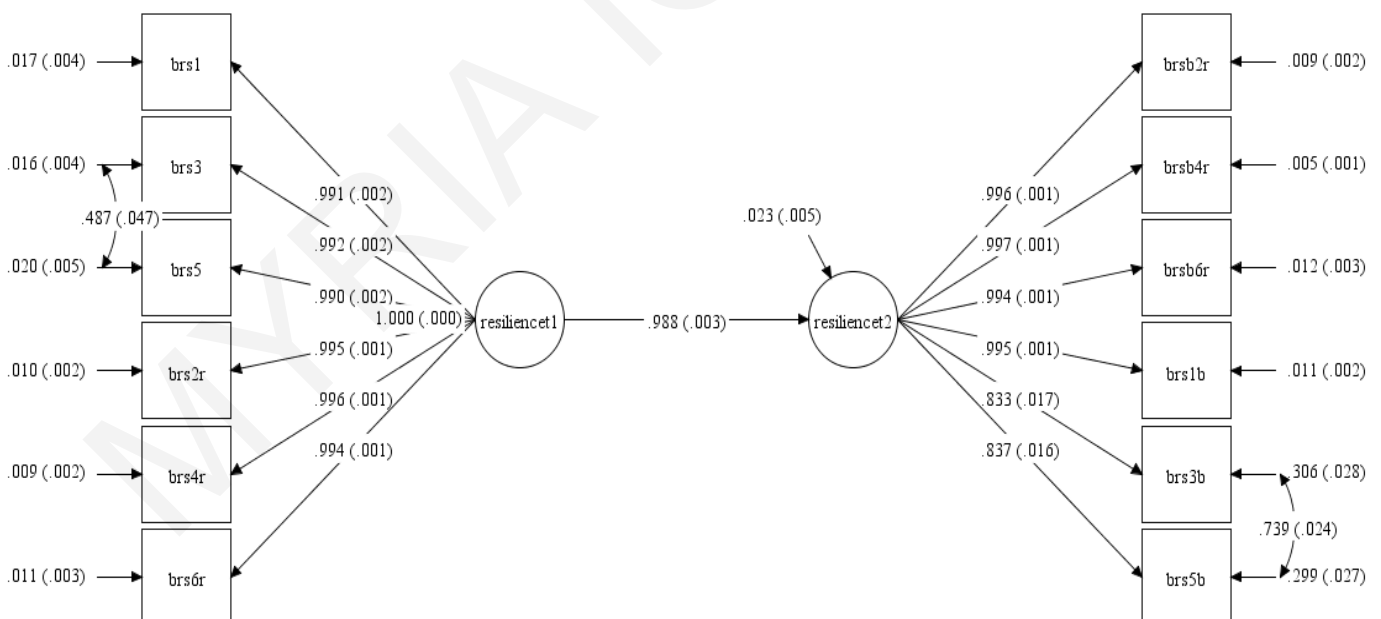 MYRIA
.017 (.004)
brs1
.016 (.004)
brs3
.487 (.047)
.020 (.005)
brs5
.010 (.002)
brs2r
.009 (.002)
brs4r
.011 (.003)
brs6r
.991 (.002)
.992 (.002)
.990 (.002)
1.000 (.000)
.995 (.001)
.996 (.001)
.994 (.001)
resiliencet1
.988 (.003)
.023 (.005)
resiliencet2
.996 (.001)
.997 (.001)
.994 (.001)
.995 (.001)
.833 (.017)
.837 (.016)
brsb2r
.009 (.002)
brsb4r
.005 (.001)
brsb6r
.012 (.003)
brs1b
.011 (.002)
brs3b
.306 (.028)
.739 (.024)
brs5b
.299 (.027)